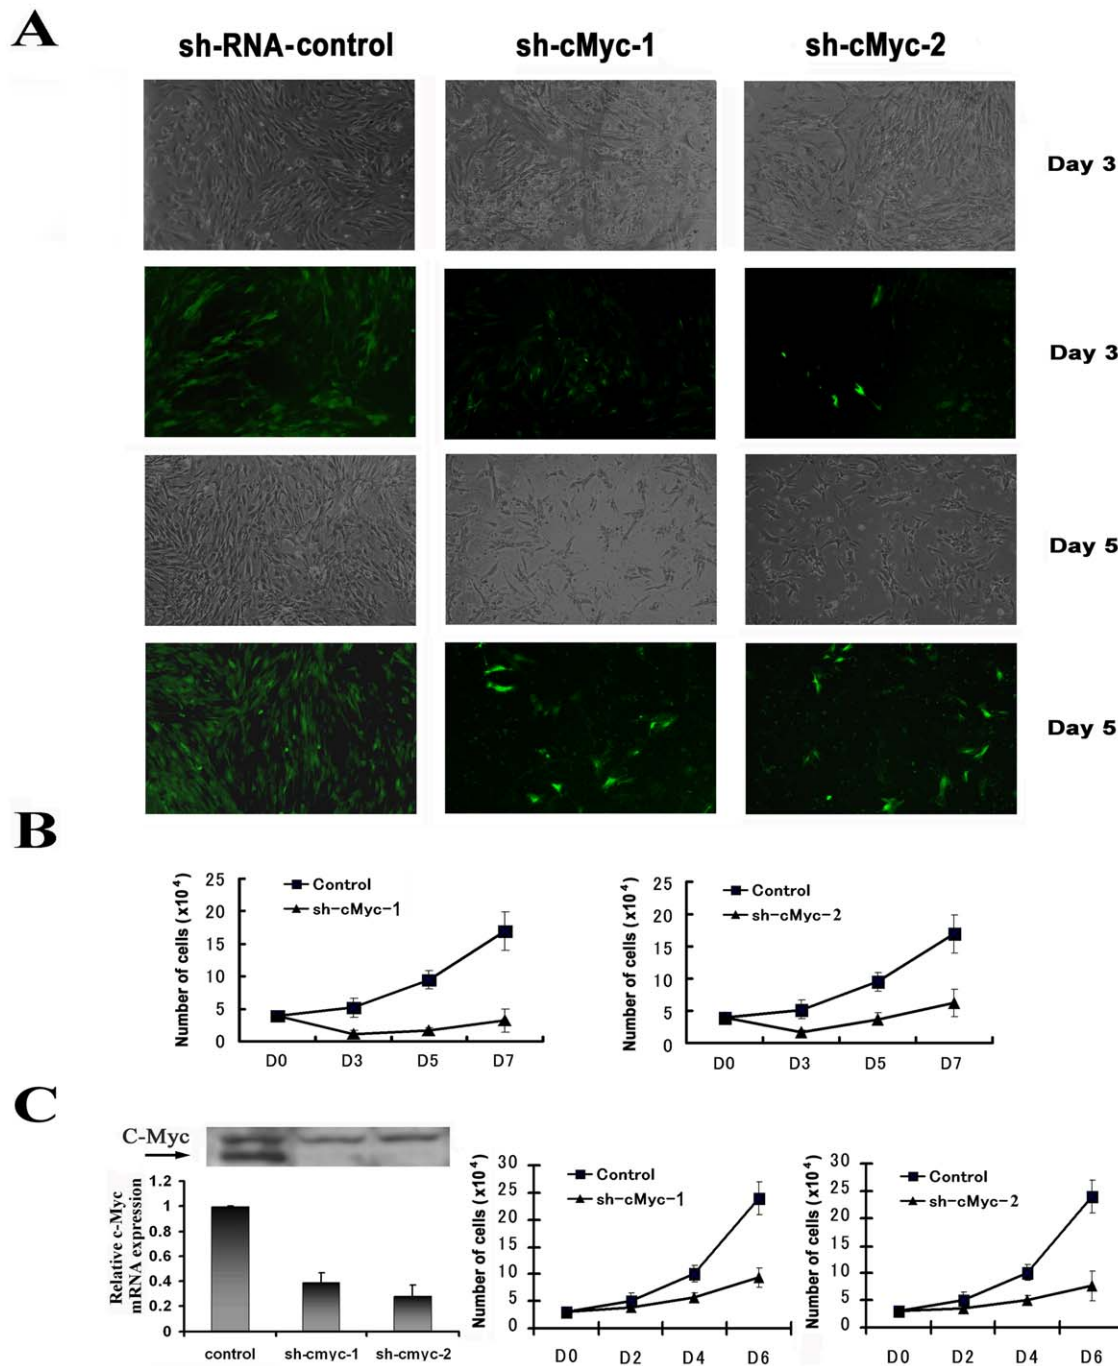 A
sh-RNA-control
sh-cMyc-1
sh-cMyc-2
Day 3
Day 3
Day 5
Day 5
B
Number of cells (x10⁴)
25
20
15
10
5
0
Control
sh-cMyc-1
D0 D3 D5 D7
Number of cells (x10⁴)
25
20
15
10
5
0
Control
sh-cMyc-2
D0 D3 D5 D7
C
C-Myc
Relative c-Myc
mRNA expression
1.2
1
0.8
0.6
0.4
0.2
0
control sh-cmyc-1 sh-cmyc-2
Number of cells (x10⁴)
30
25
20
15
10
5
0
Control
sh-cMyc-1
D0 D2 D4 D6
Number of cells (x10⁴)
30
25
20
15
10
5
0
Control
sh-cMyc-2
D0 D2 D4 D6